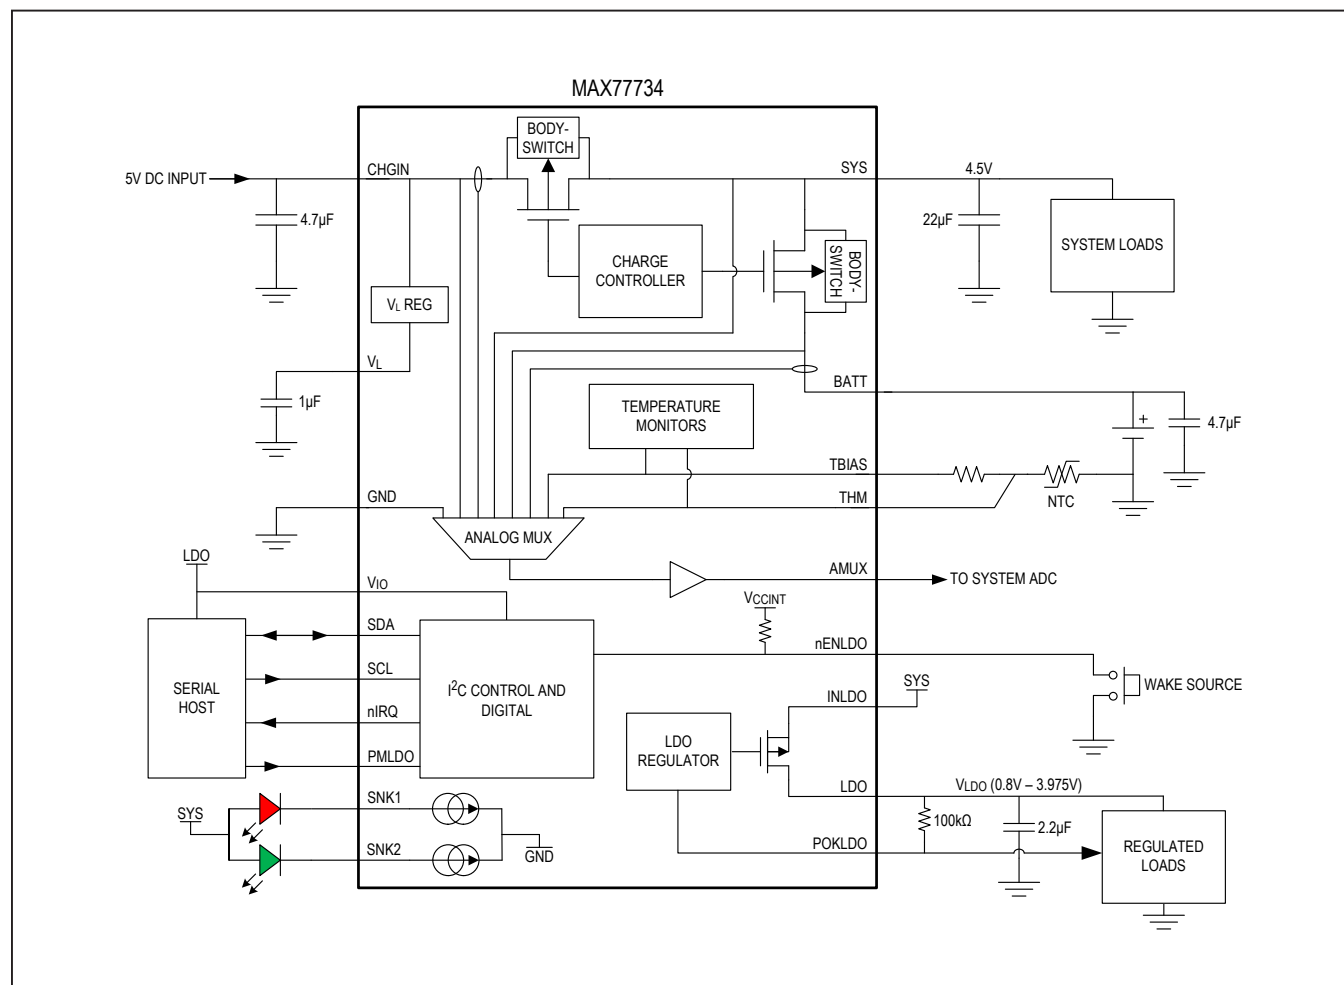 MAX77734
BODY-
SWITCH
CHGIN
SYS
4.5V
5V DC INPUT
4.7µF
22µF
SYSTEM LOADS
CHARGE
CONTROLLER
BODY-
SWITCH
VL REG
VL
1µF
BATT
TEMPERATURE
MONITORS
+
4.7µF
TBIAS
NTC
GND
THM
ANALOG MUX
LDO
AMUX
TO SYSTEM ADC
VIO
VCCINT
SDA
nENLDO
SCL
SERIAL
HOST
I2C CONTROL AND
DIGITAL
SYS
WAKE SOURCE
INLDO
nIRQ
LDO
REGULATOR
PMLDO
LDO
VLDO (0.8V – 3.975V)
SNK1
SYS
100kΩ
2.2µF
POKLDO
REGULATED
LOADS
SNK2
GND